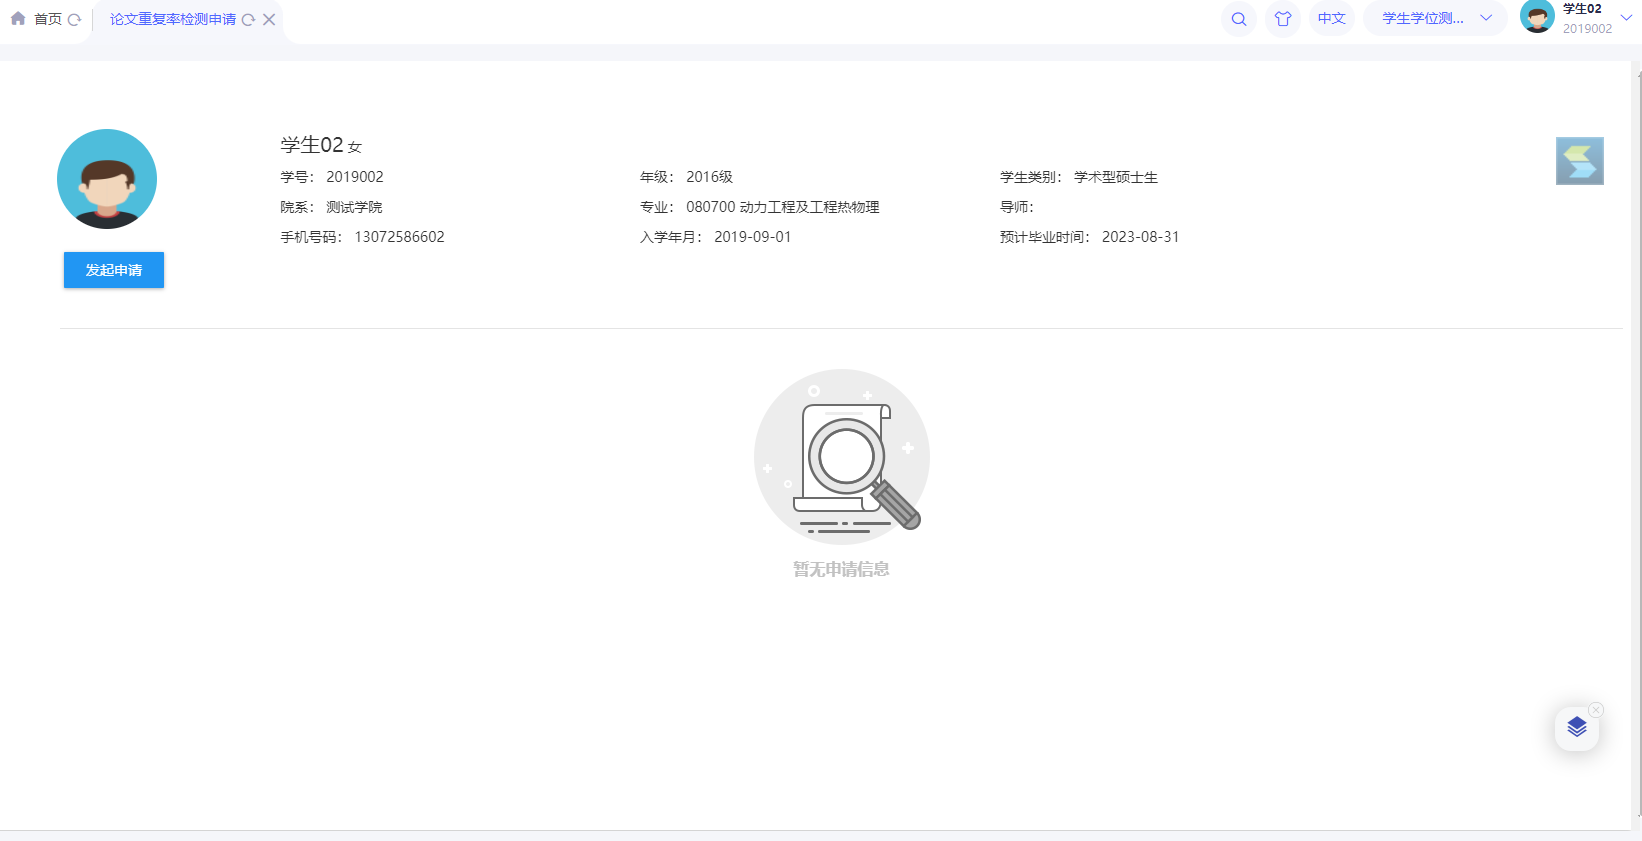 首页 论文重复率检测申请 中文 学生学位测... 学生02
2019002
学生02 女
学号： 2019002 年级： 2016级 学生类别： 学术型硕士生
院系： 测试学院 专业： 080700 动力工程及工程热物理 导师：
手机号码： 13072586602 入学年月： 2019-09-01 预计毕业时间： 2023-08-31
发起申请
暂无申请信息